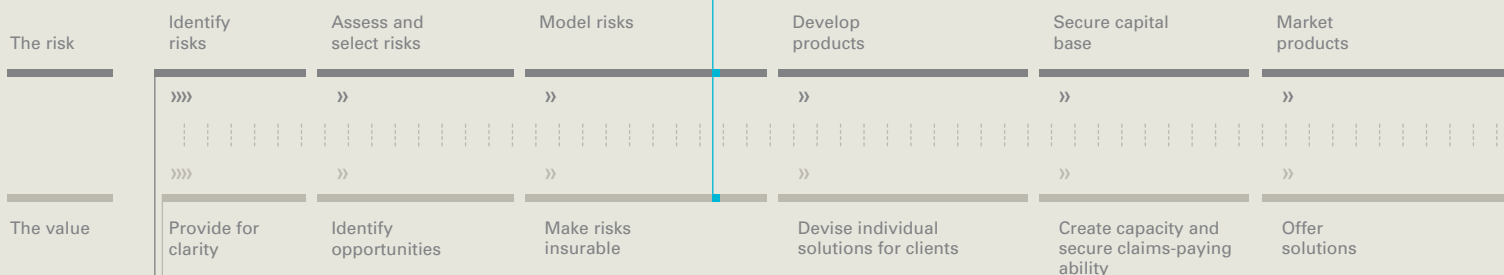 The risk
Identify
risks
Assess and
select risks
Model risks
Develop
products
Secure capital
base
Market
products
»»
»
»
»
»
»
»»
»
»
»
»
»
The value
Provide for
clarity
Identify
opportunities
Make risks
insurable
Devise individual
solutions for clients
Create capacity and
secure claims-paying
ability
Offer
solutions